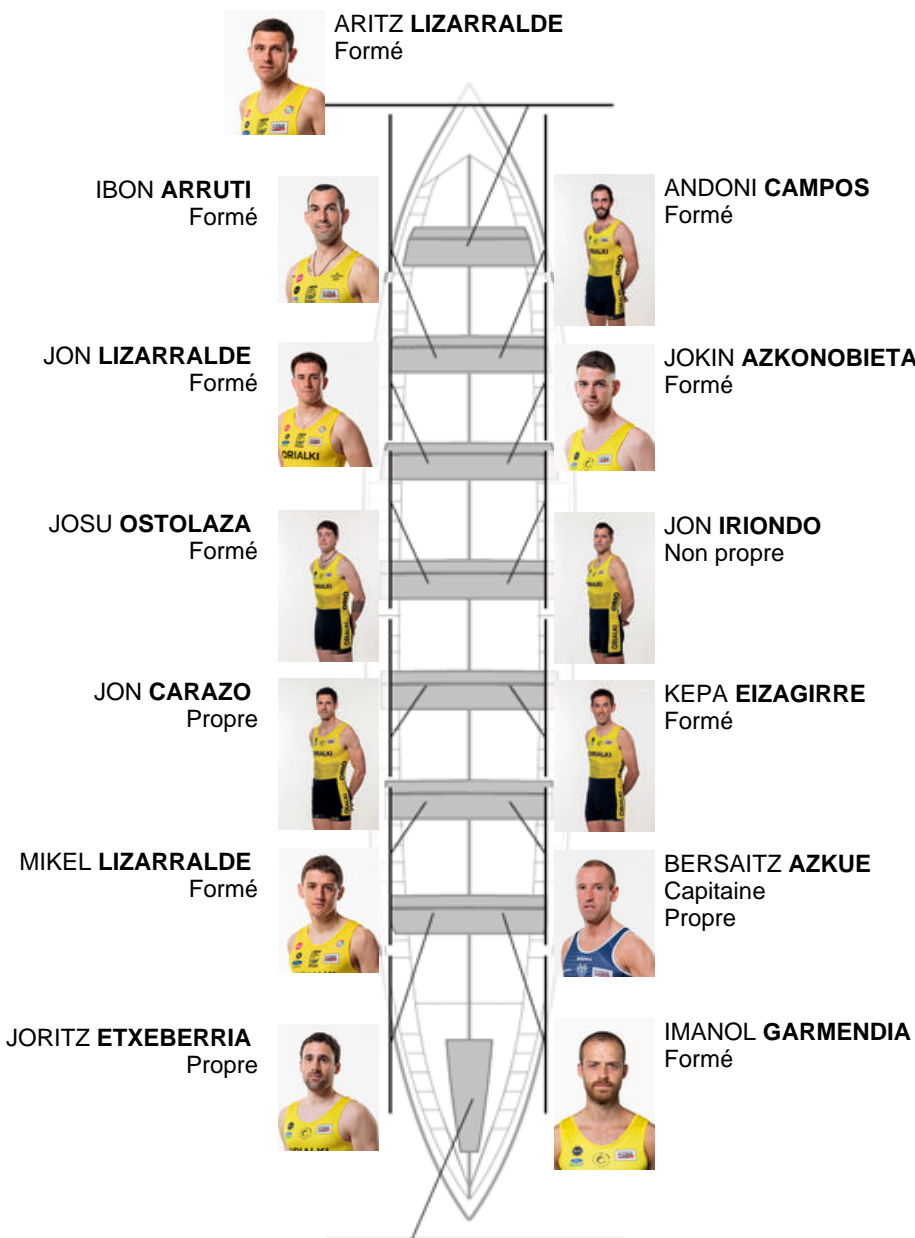 ARITZ LIZARRALDE
Formé
IBON ARRUTI
Formé
ANDONI CAMPOS
Formé
JON LIZARRALDE
Formé
JOKIN AZKONOBIETA
Formé
JOSU OSTOLAZA
Formé
JON IRIONDO
Non propre
JON CARAZO
Propre
KEPA EIZAGIRRE
Formé
MIKEL LIZARRALDE
Formé
BERSAITZ AZKUE
Capitaine
Propre
JORITZ ETXEBERRIA
Propre
IMANOL GARMENDIA
Formé